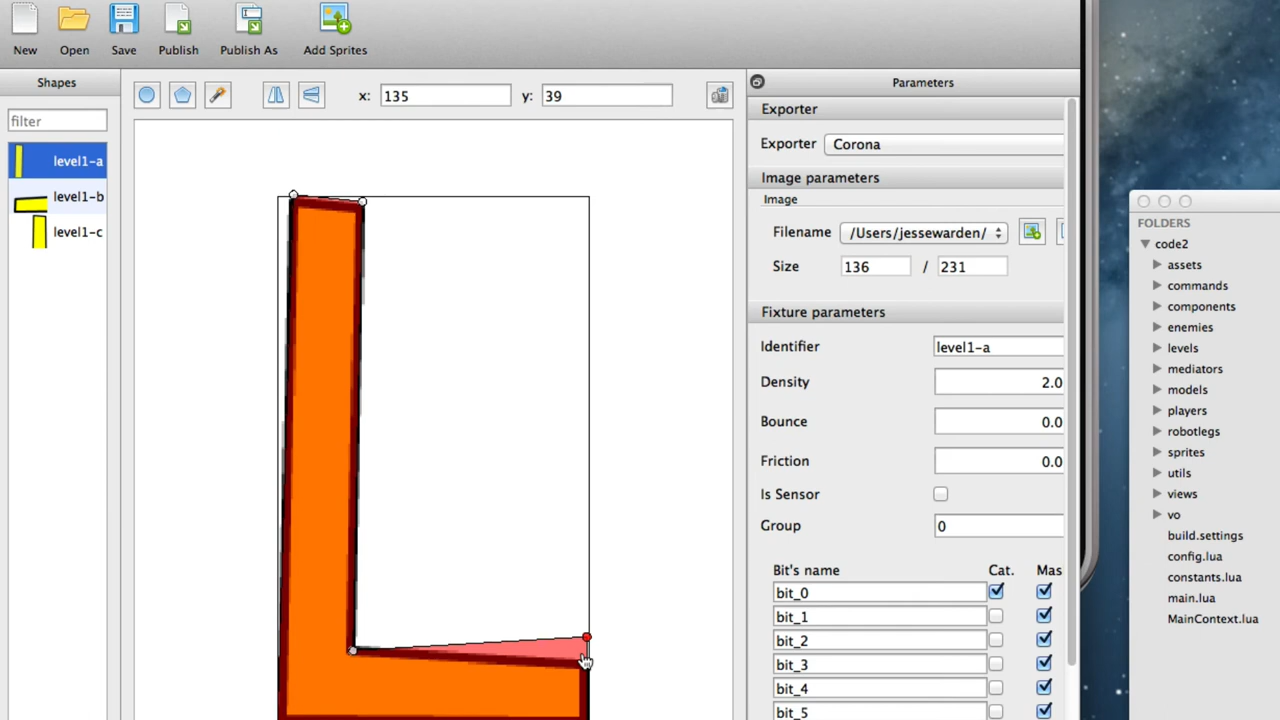 New Open Save Publish Publish As Add Sprites
Shapes
filter
level1-a
level1-b
level1-c
x: 135 y: 39
Parameters
Exporter
Exporter Corona
Image parameters
Image
Filename /Users/jessewarden/
Size 136 / 231
Fixture parameters
Identifier level1-a
Density 2.0
Bounce 0.0
Friction 0.0
Is Sensor
Group 0
Bit's name Cat. Mas
bit_0
bit_1
bit_2
bit_3
bit_4
bit_5
FOLDERS
code2
assets
commands
components
enemies
levels
mediators
models
players
robotlegs
sprites
utils
views
vo
build.settings
config.lua
constants.lua
main.lua
MainContext.lua